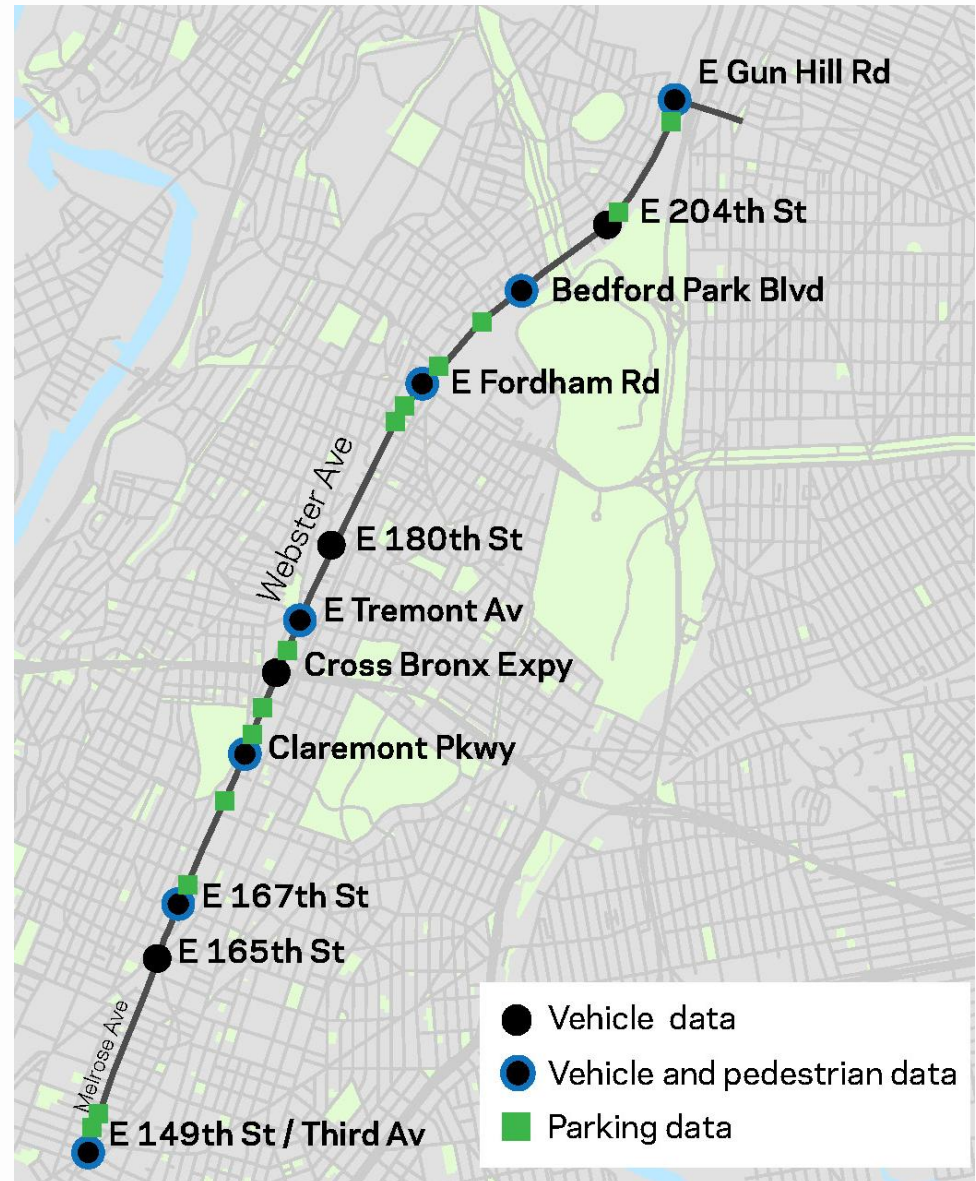 E Gun Hill Rd
E 204th St
Bedford Park Blvd
E Fordham Rd
Webster Ave
E 180th St
E Tremont Av
Cross Bronx Expy
Claremont Pkwy
E 167th St
E 165th St
Melrose Ave
E 149th St / Third Av
Vehicle data
Vehicle and pedestrian data
Parking data